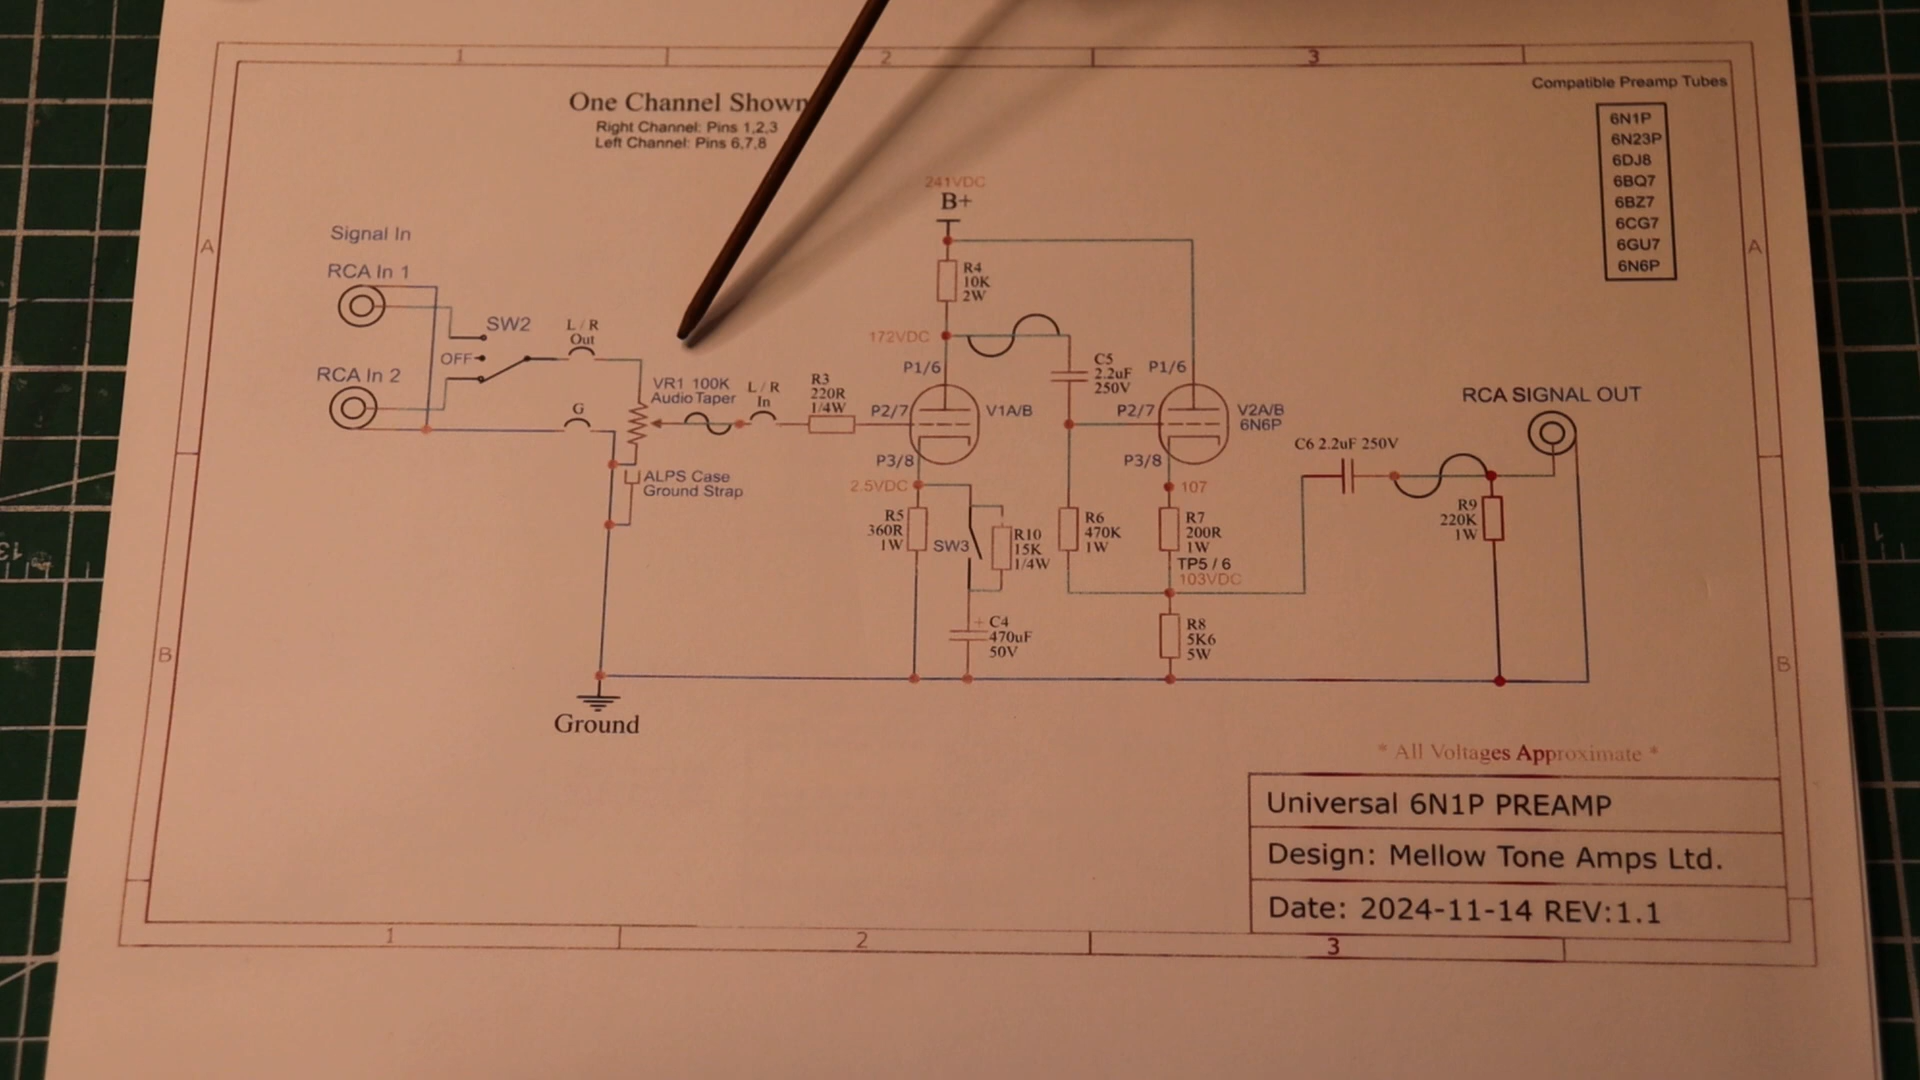 1 2 3
One Channel Shown
Right Channel: Pins 1,2,3
Left Channel: Pins 6,7,8
Compatible Preamp Tubes
6N1P
6N23P
6DJ8
6BQ7
6BZ7
6CG7
6GU7
6N6P
A
A
241VDC
B+
Signal In
RCA In 1
RCA In 2
SW2
OFF
L / R
Out
G
VR1 100K
Audio Taper
L / R
In
ALPS Case
Ground Strap
R3
220R
1/4W
R4
10K
2W
172VDC
P1/6
P2/7
V1A/B
P3/8
2.5VDC
R5
360R
1W
SW3
R10
15K
1/4W
+ C4
470uF
50V
C5
2.2uF
250V
P1/6
P2/7
V2A/B
6N6P
P3/8
107
R6
470K
1W
R7
200R
1W
TP5 / 6
103VDC
R8
5K6
5W
C6 2.2uF 250V
RCA SIGNAL OUT
R9
220K
1W
B
B
Ground
* All Voltages Approximate *
Universal 6N1P PREAMP
Design: Mellow Tone Amps Ltd.
Date: 2024-11-14 REV:1.1
1 2 3
13